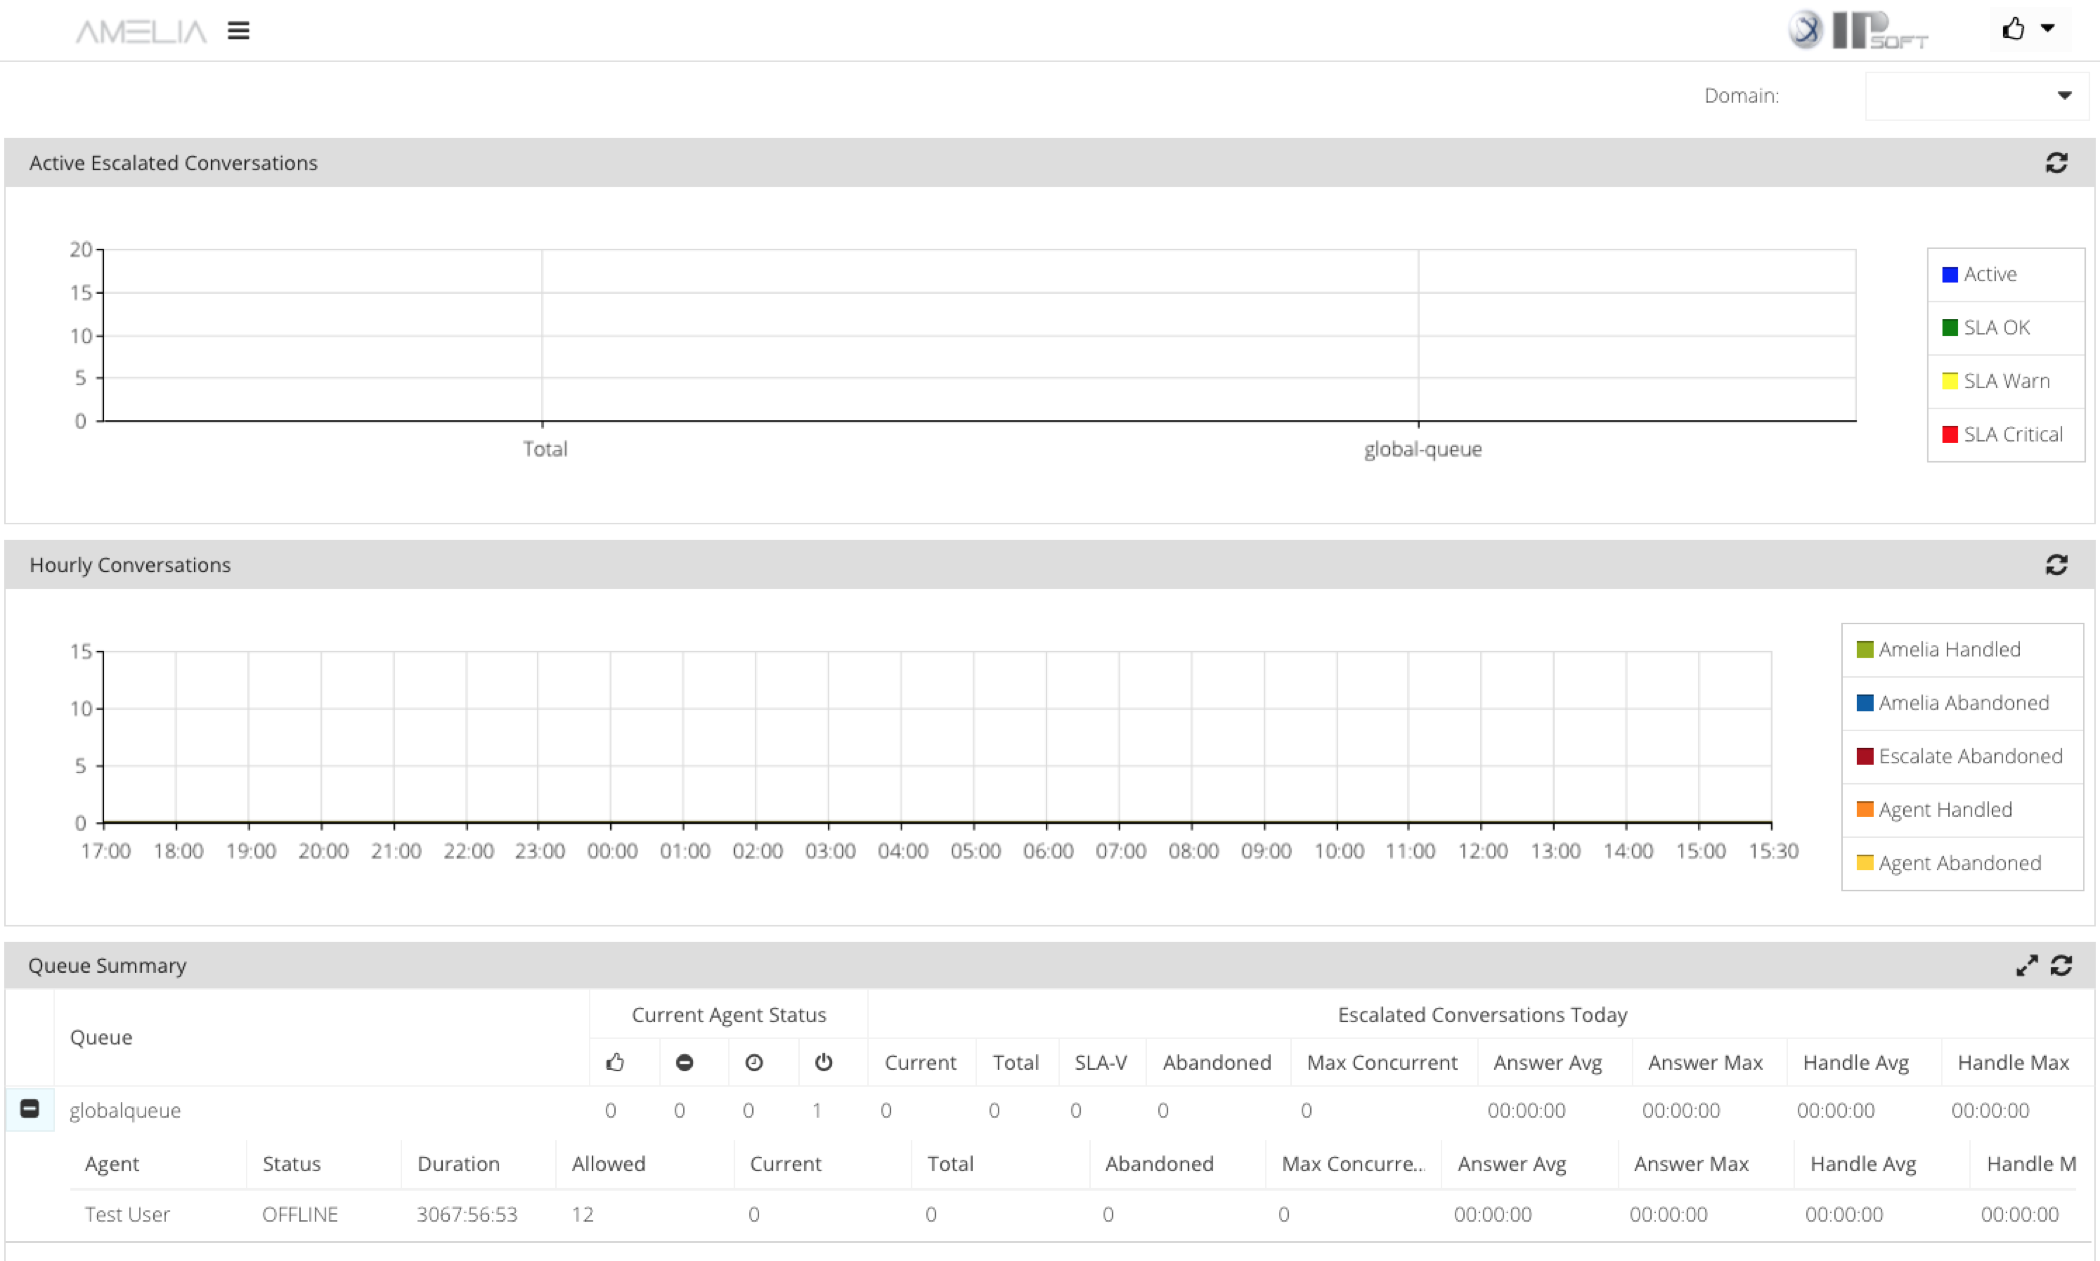 AMELIA
IPSOFT
Domain:
Active Escalated Conversations
20
15
10
5
0
Total
global-queue
Active
SLA OK
SLA Warn
SLA Critical
Hourly Conversations
15
10
5
0
17:00 18:00 19:00 20:00 21:00 22:00 23:00 00:00 01:00 02:00 03:00 04:00 05:00 06:00 07:00 08:00 09:00 10:00 11:00 12:00 13:00 14:00 15:00 15:30
Amelia Handled
Amelia Abandoned
Escalate Abandoned
Agent Handled
Agent Abandoned
Queue Summary
Queue
Current Agent Status
Escalated Conversations Today
Current Total SLA-V Abandoned Max Concurrent Answer Avg Answer Max Handle Avg Handle Max
globalqueue 0 0 0 1 0 0 0 0 0 00:00:00 00:00:00 00:00:00 00:00:00
Agent Status Duration Allowed Current Total Abandoned Max Concurre... Answer Avg Answer Max Handle Avg Handle M
Test User OFFLINE 3067:56:53 12 0 0 0 0 00:00:00 00:00:00 00:00:00 00:00:00